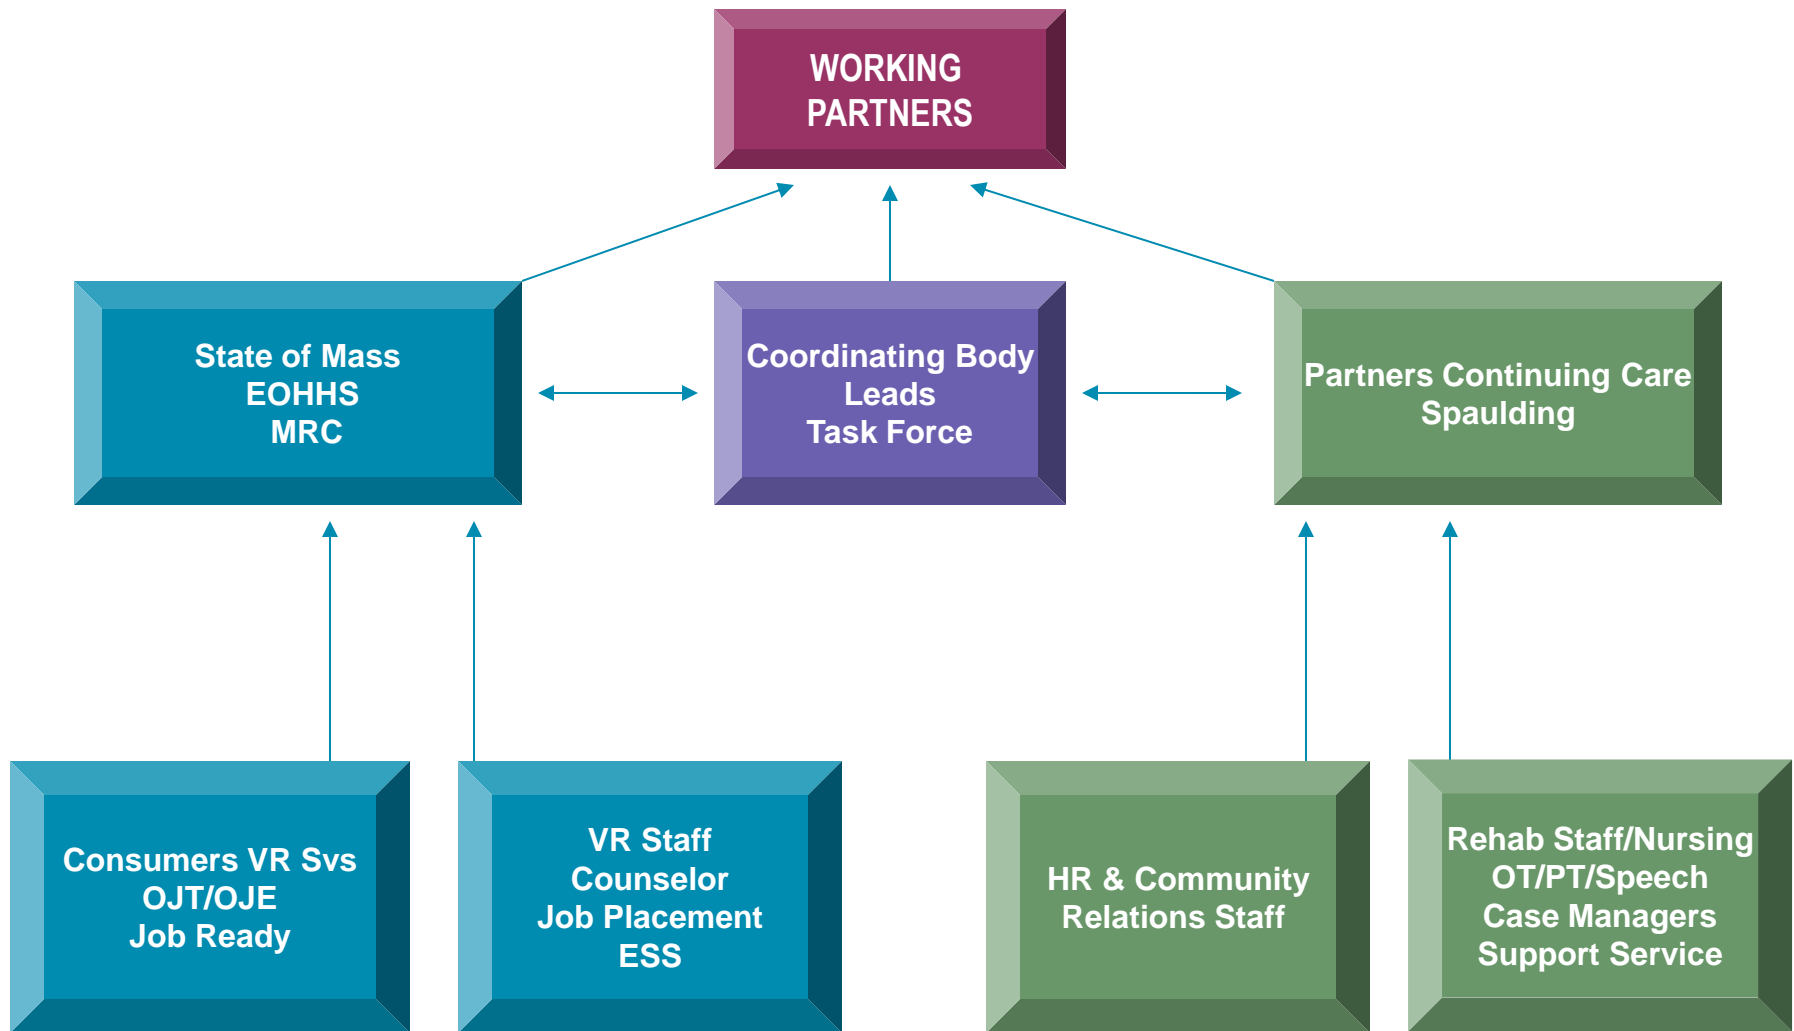 WORKING
PARTNERS
State of Mass
EOHHS
MRC
Coordinating Body
Leads
Task Force
Partners Continuing Care
Spaulding
Consumers VR Svs
OJT/OJE
Job Ready
VR Staff
Counselor
Job Placement
ESS
HR & Community
Relations Staff
Rehab Staff/Nursing
OT/PT/Speech
Case Managers
Support Service